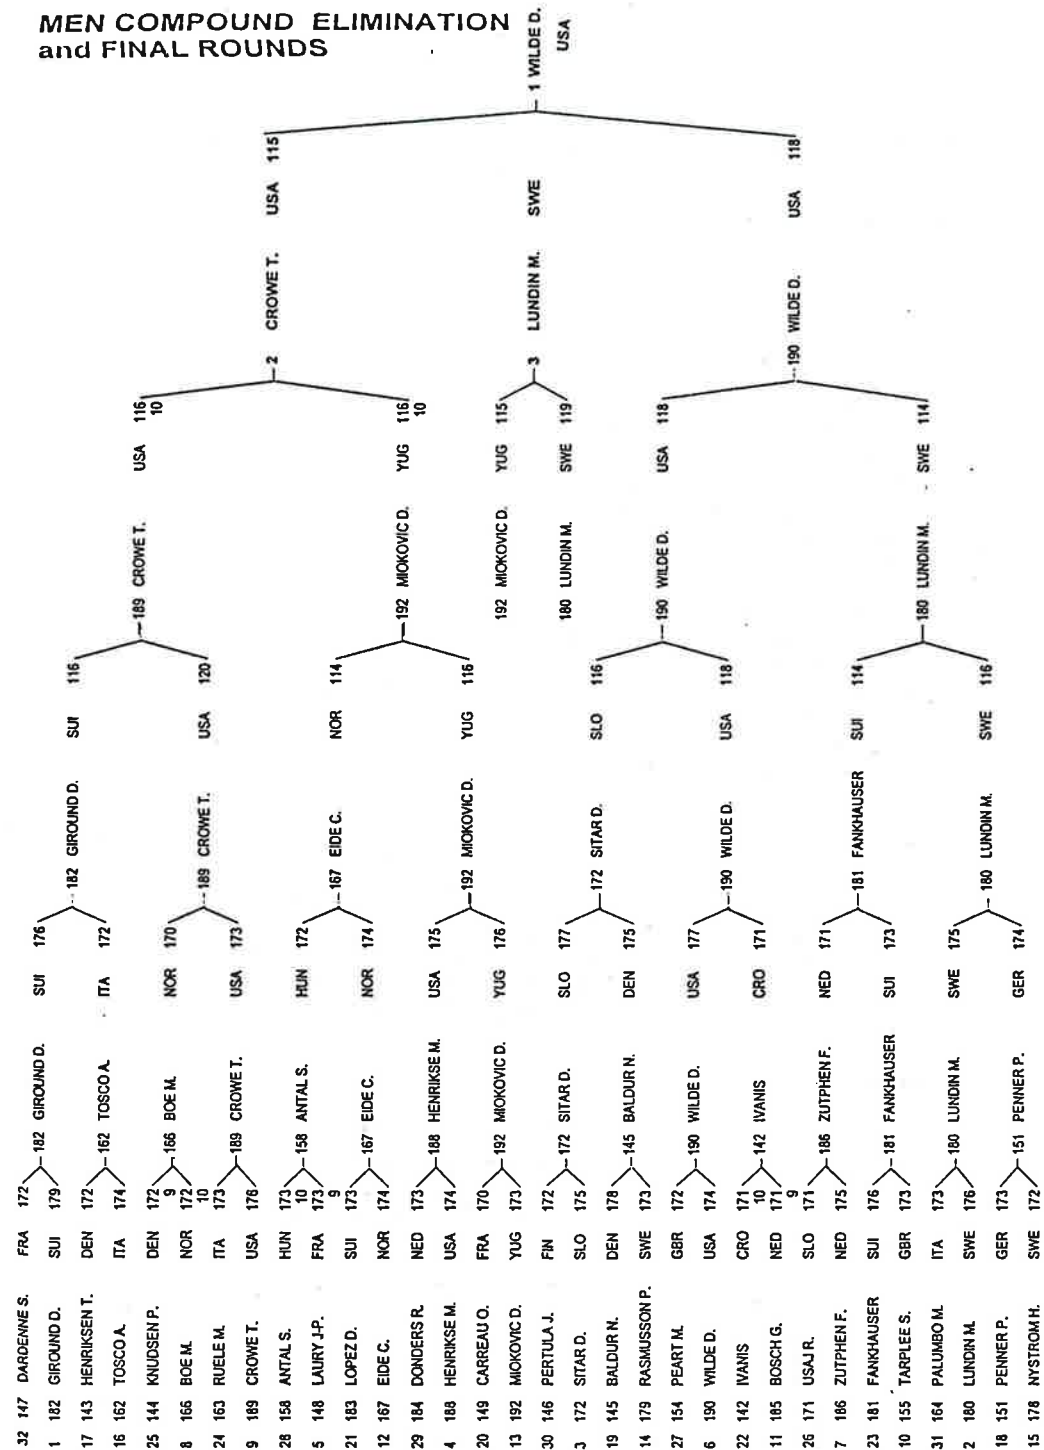 MEN COMPOUND ELIMINATION
and FINAL ROUNDS
32 147 DARDENNE S. FRA 172
1 182 GIROUND D. SUI 179
17 143 HENRIKSEN T. DEN 172
16 162 TOSCO A. ITA 174
25 144 KNUDSEN P. DEN 172
9
8 166 BOE M. NOR 172
10
24 163 RUELE M. ITA 173
9 189 CROWE T. USA 176
28 158 ANTAL S. HUN 173
10
5 148 LAURY J-P. FRA 173
9
21 183 LOPEZ D. SUI 173
12 167 EIDE C. NOR 174
29 184 DONDERS R. NED 173
4 188 HENRIKSE M. USA 174
20 149 CARREAU O. FRA 170
13 192 MIOKOVIC D. YUG 173
30 146 PERTULA J. FIN 172
3 172 SITAR D. SLO 175
19 145 BALDUR N. DEN 178
14 179 RASMUSSON P. SWE 173
27 154 PEART M. GBR 172
6 190 WILDE D. USA 174
22 142 IVANIS CRO 171
10
11 185 BOSCH G. NED 171
9
26 171 USAJ R. SLO 171
7 186 ZUTPHEN F. NED 175
23 181 FANKHAUSER SUI 176
10 155 TARPLEE S. GBR 173
31 164 PALUMBO M. ITA 173
2 180 LUNDIN M. SWE 176
18 151 PENNER P. GER 173
15 178 NYSTROM H. SWE 172
182 GIROUND D. SUI 176
162 TOSCO A. ITA 172
166 BOE M. NOR 170
189 CROWE T. USA 173
158 ANTAL S. HUN 172
167 EIDE C. NOR 174
188 HENRIKSE M. USA 175
192 MIOKOVIC D. YUG 176
172 SITAR D. SLO 177
145 BALDUR N. DEN 175
190 WILDE D. USA 177
142 IVANIS CRO 171
186 ZUTPHEN F. NED 171
181 FANKHAUSER SUI 173
180 LUNDIN M. SWE 175
151 PENNER P. GER 174
182 GIROUND D. SUI 116
189 CROWE T. USA 120
167 EIDE C. NOR 114
192 MIOKOVIC D. YUG 116
172 SITAR D. SLO 116
190 WILDE D. USA 118
181 FANKHAUSER SUI 114
180 LUNDIN M. SWE 116
189 CROWE T. USA 116
10
192 MIOKOVIC D. YUG 116
10
192 MIOKOVIC D. YUG 115
180 LUNDIN M. SWE 119
190 WILDE D. USA 118
180 LUNDIN M. SWE 114
2 CROWE T. USA 115
3 LUNDIN M. SWE
190 WILDE D. USA 118
1 WILDE D.
USA